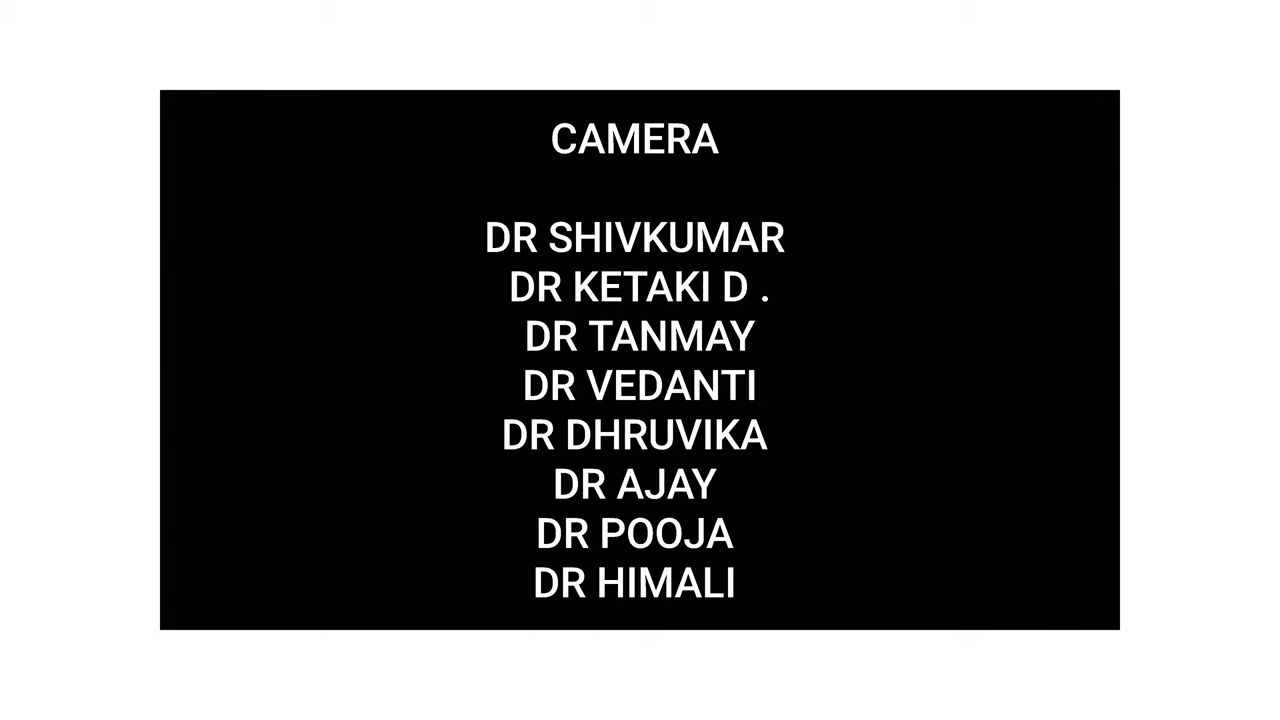 CAMERA
DR SHIVKUMAR
DR KETAKI D .
DR TANMAY
DR VEDANTI
DR DHRUVIKA
DR AJAY
DR POOJA
DR HIMALI